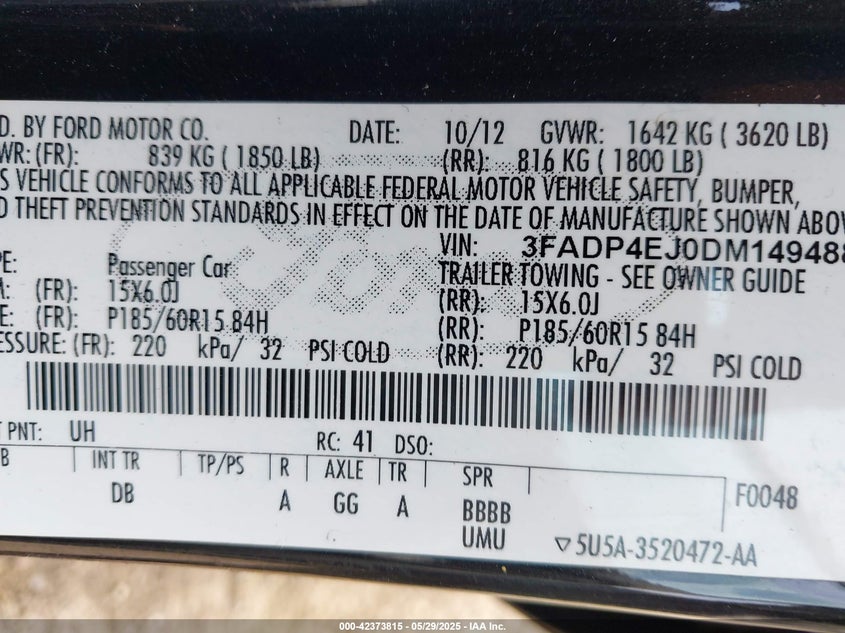 D. BY FORD MOTOR CO. DATE: 10/12 GVWR: 1642 KG ( 3620 LB)
WR: (FR): 839 KG ( 1850 LB) (RR): 816 KG ( 1800 LB)
S VEHICLE CONFORMS TO ALL APPLICABLE FEDERAL MOTOR VEHICLE SAFETY, BUMPER,
D THEFT PREVENTION STANDARDS IN EFFECT ON THE DATE OF MANUFACTURE SHOWN ABOV
VIN: 3FADP4EJ0DM149488
PE: Passenger Car TRAILER TOWING - SEE OWNER GUIDE
M: (FR): 15X6.0J (RR): 15X6.0J
E: (FR): P185/60R15 84H (RR): P185/60R15 84H
ESSURE: (FR): 220 kPa/ 32 PSI COLD (RR): 220 kPa/ 32 PSI COLD
T PNT: UH RC: 41 DSO:
B INT TR TP/PS R AXLE TR SPR
DB A GG A BBBB F0048
UMU 5U5A-3520472-AA
000-42373815 - 05/29/2025 - IAA Inc.